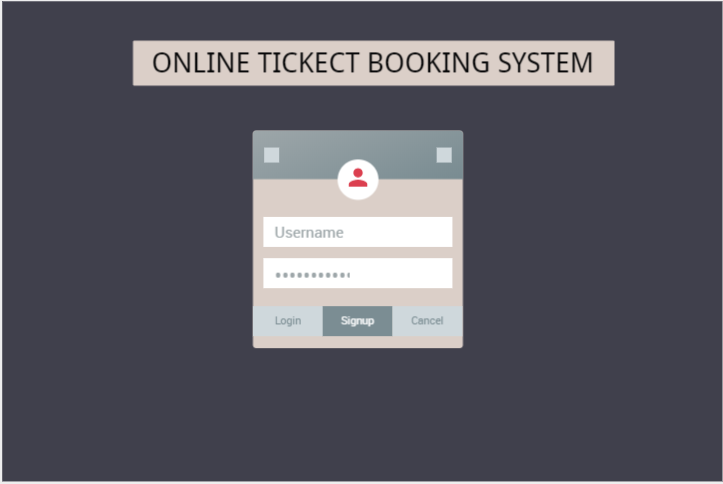 ONLINE TICKECT BOOKING SYSTEM
Username
Login Signup Cancel